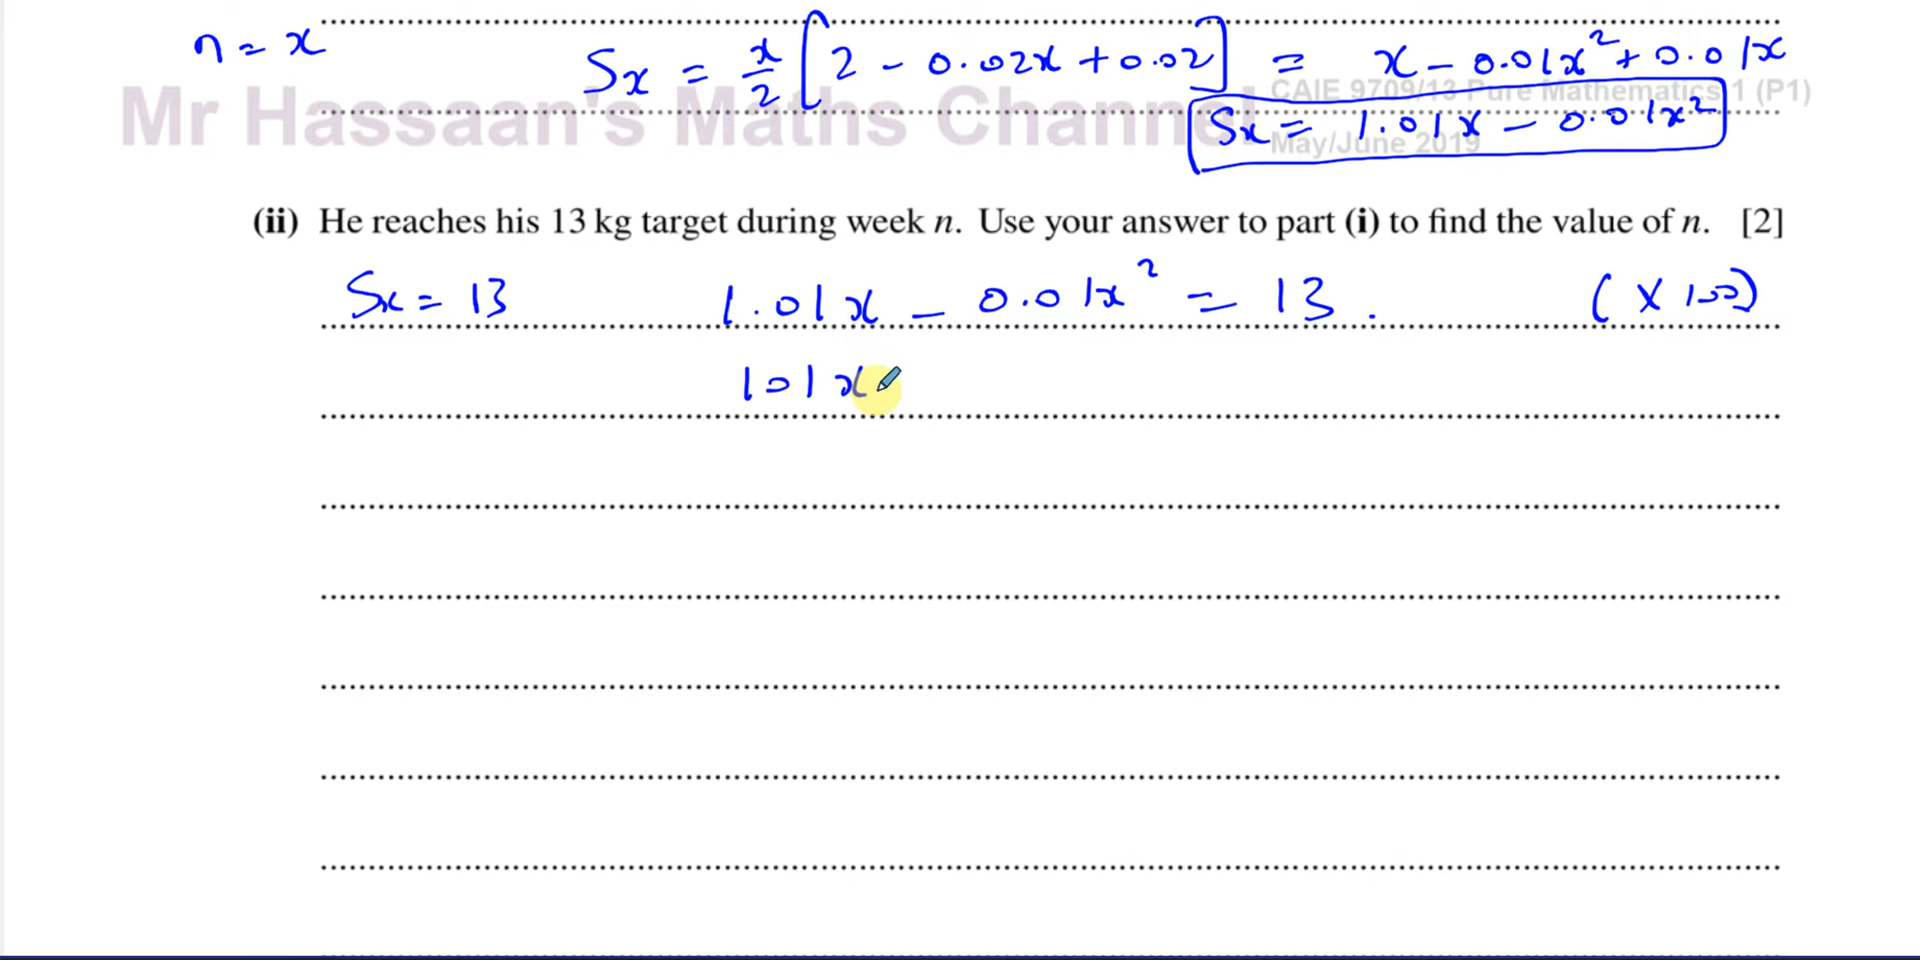 n = x Sx = x/2 [2 - 0.02x + 0.02] = x - 0.01x² + 0.01x
Mr Hassaan's Maths Channel CAIE 9709/13 Pure Mathematics 1 (P1)
Sx = 1.01x - 0.01x²
May/June 2019
(ii) He reaches his 13 kg target during week n. Use your answer to part (i) to find the value of n. [2]
Sx = 13 1.01x - 0.01x² = 13. (× 100)
101x